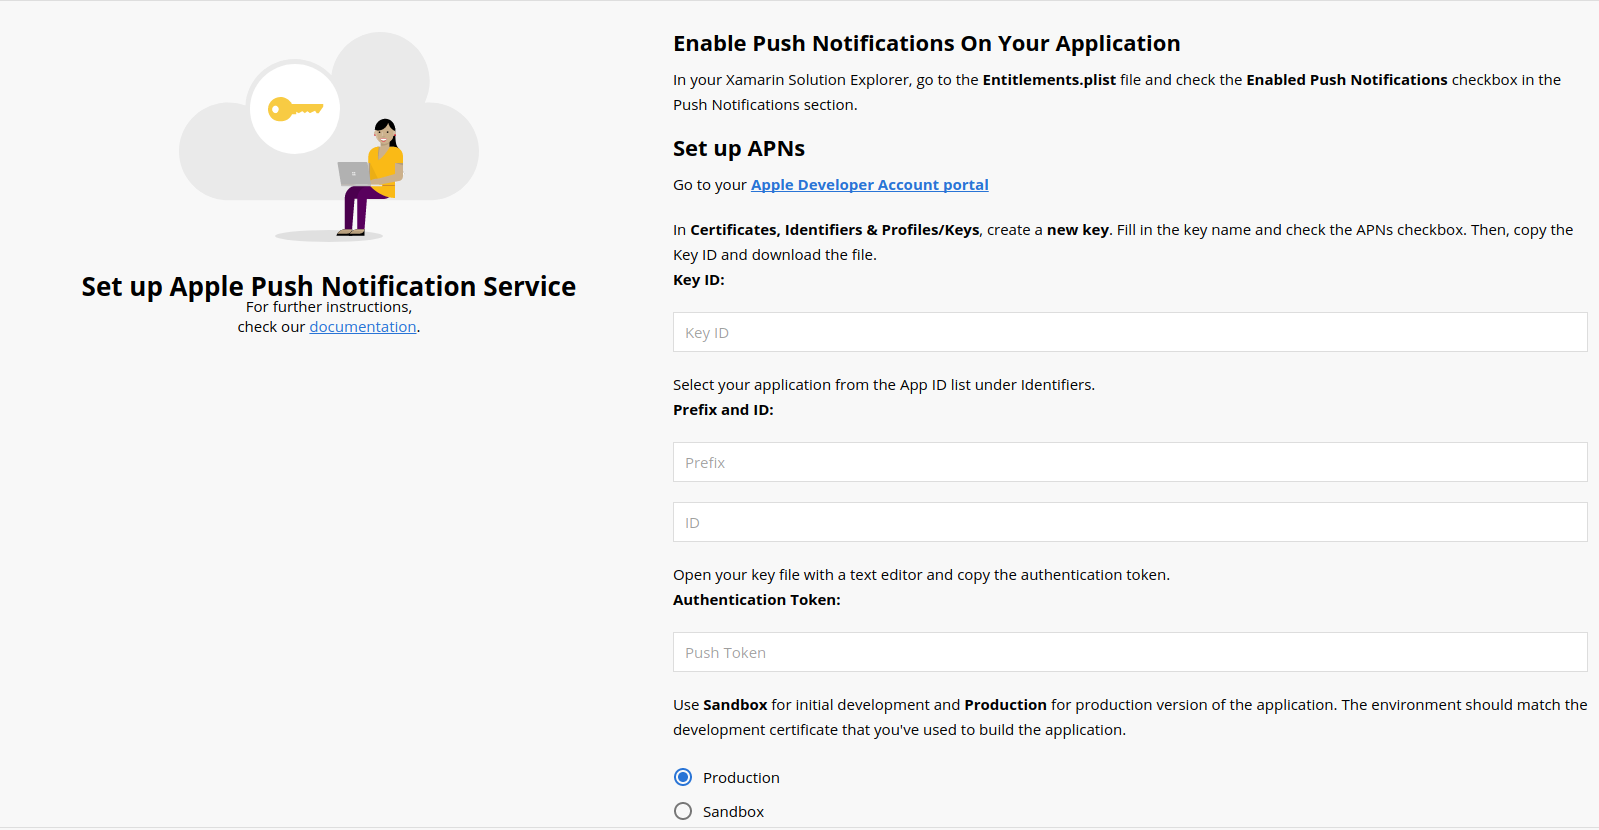 Set up Apple Push Notification Service
For further instructions,
check our documentation.
Enable Push Notifications On Your Application
In your Xamarin Solution Explorer, go to the Entitlements.plist file and check the Enabled Push Notifications checkbox in the
Push Notifications section.
Set up APNs
Go to your Apple Developer Account portal
In Certificates, Identifiers & Profiles/Keys, create a new key. Fill in the key name and check the APNs checkbox. Then, copy the
Key ID and download the file.
Key ID:
Key ID
Select your application from the App ID list under Identifiers.
Prefix and ID:
Prefix
ID
Open your key file with a text editor and copy the authentication token.
Authentication Token:
Push Token
Use Sandbox for initial development and Production for production version of the application. The environment should match the
development certificate that you've used to build the application.
Production
Sandbox